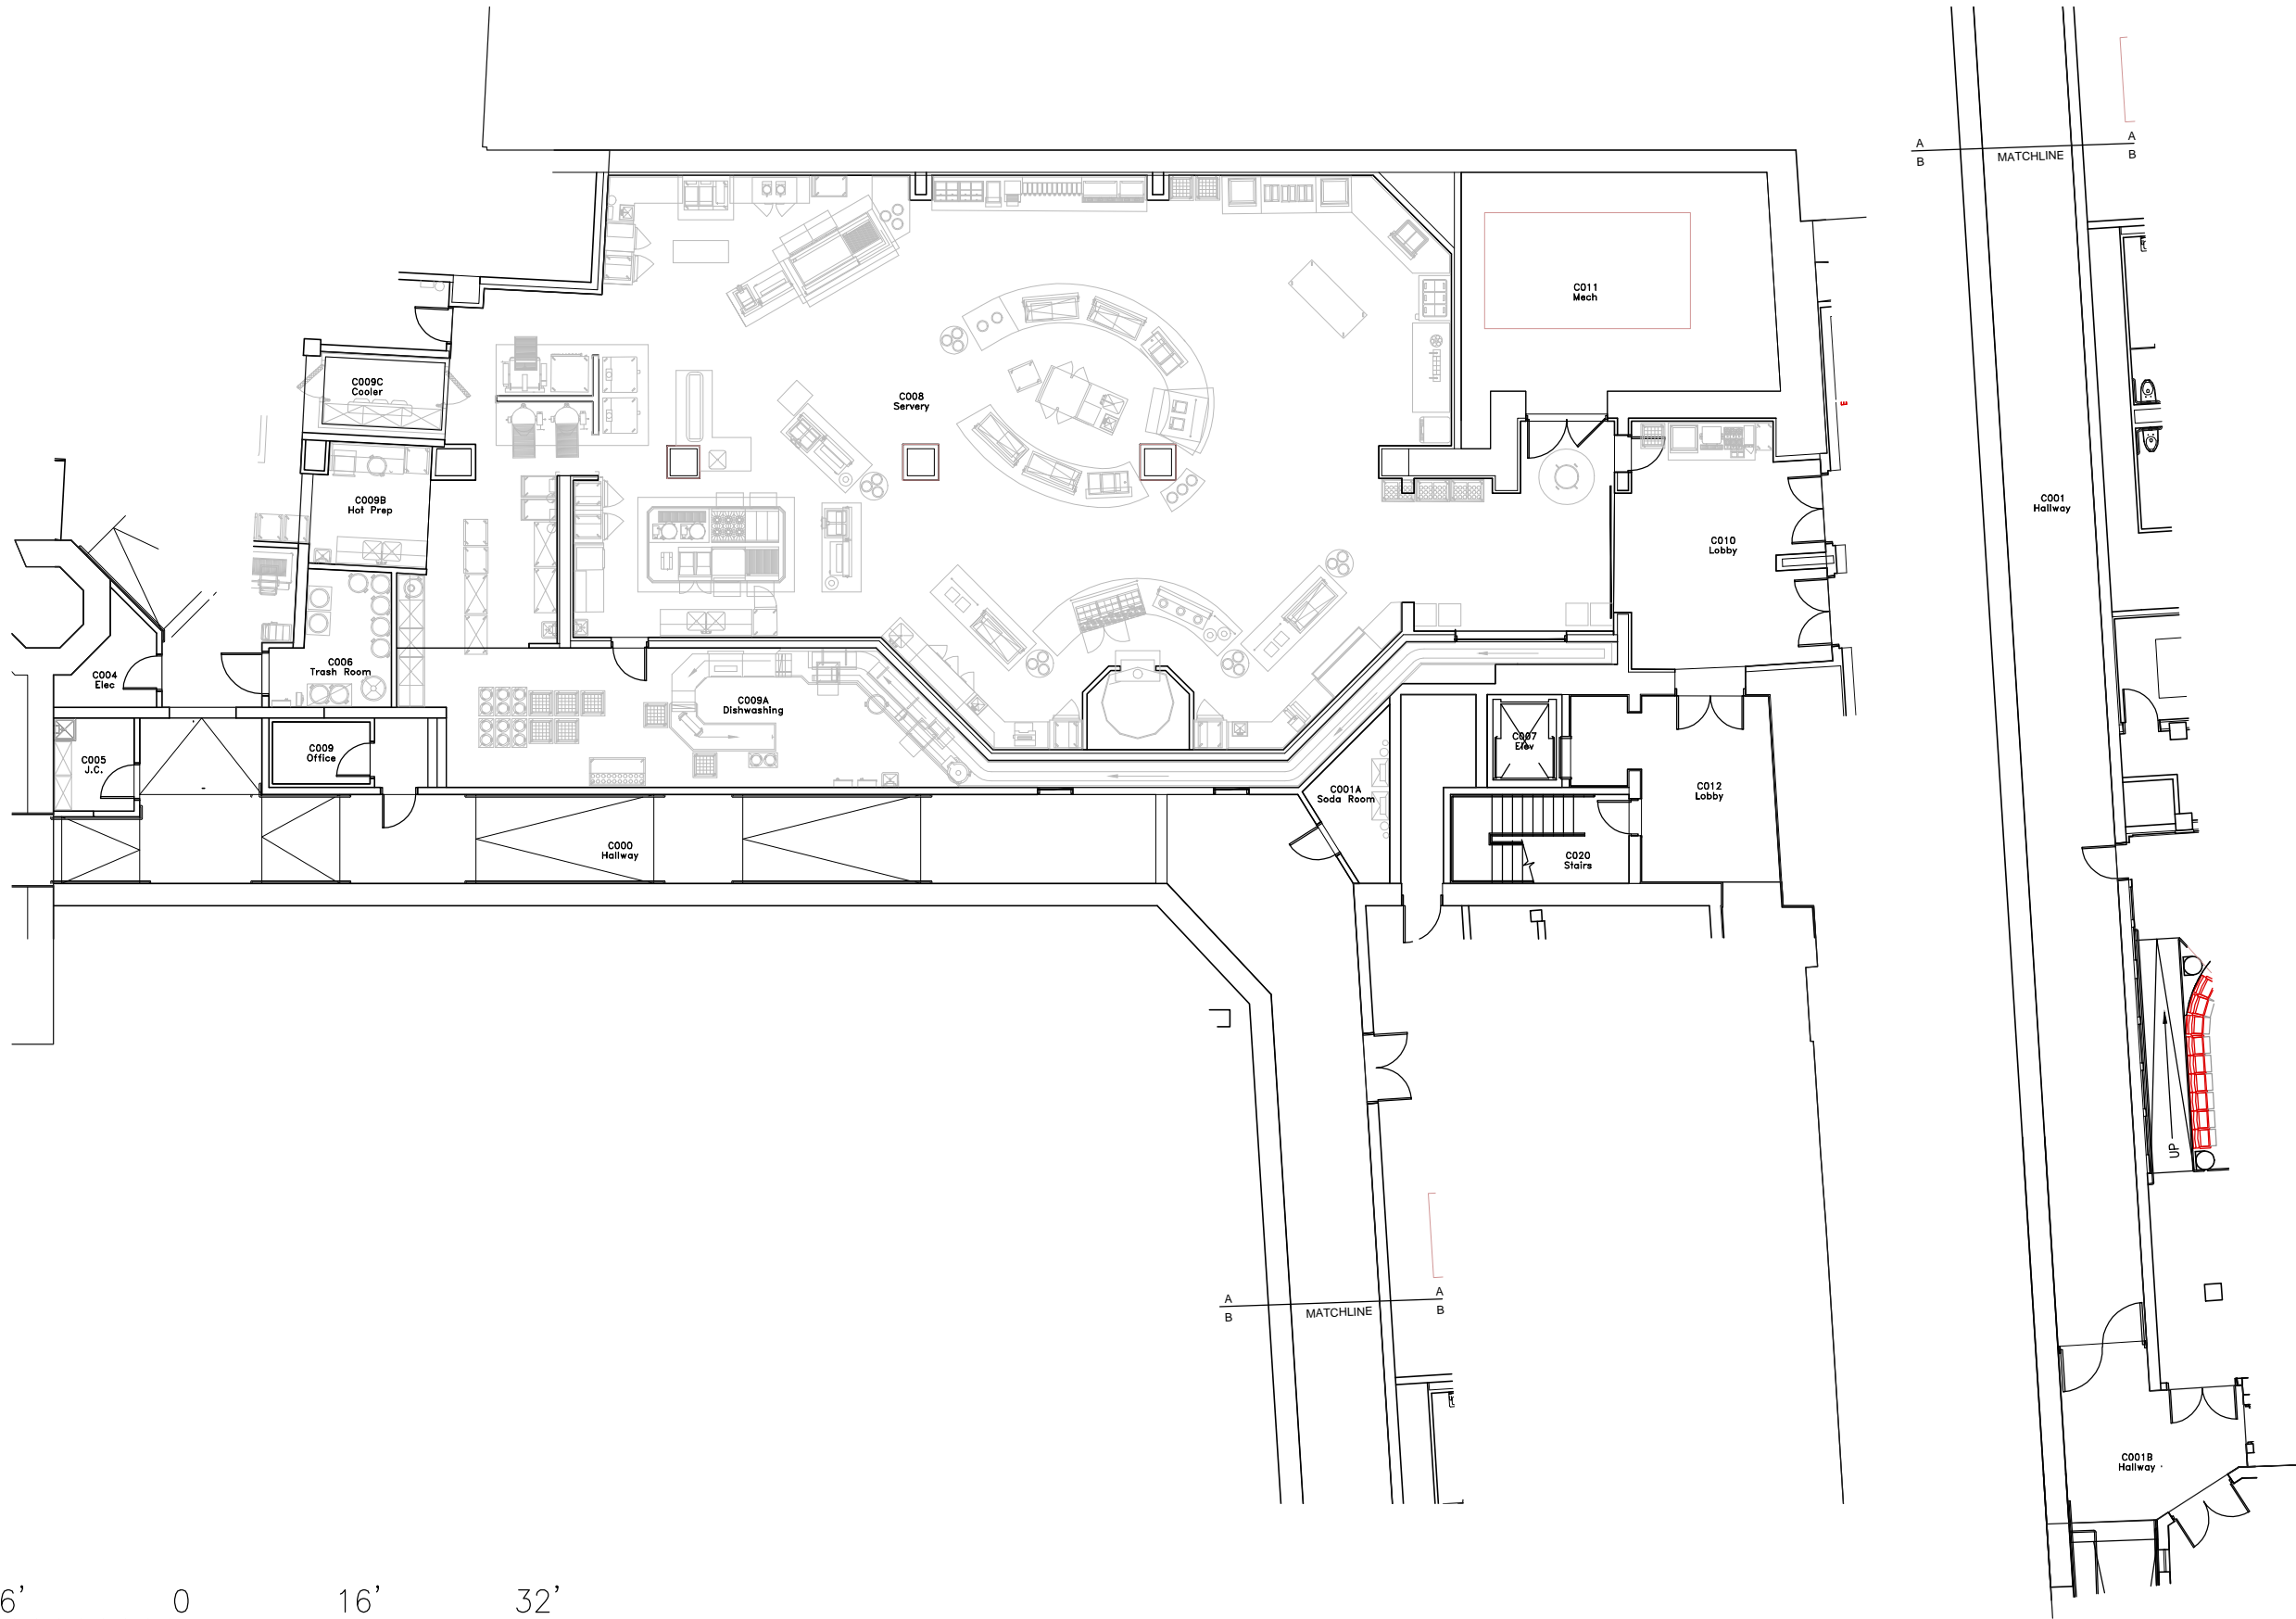 A A
B MATCHLINE B
C011
Mech
C009C
Cooler
C008
Servery
E
C009B
Hot Prep
C001
Hallway
C010
Lobby
C006
Trash Room
C004
Elec
C009A
Dishwashing
C007
Elev
C009
Office
C005
J.C.
C001A
Soda Room
C012
Lobby
C000
Hallway
C020
Stairs
UP
A A
B MATCHLINE B
C001B
Hallway
6' 0 16' 32'